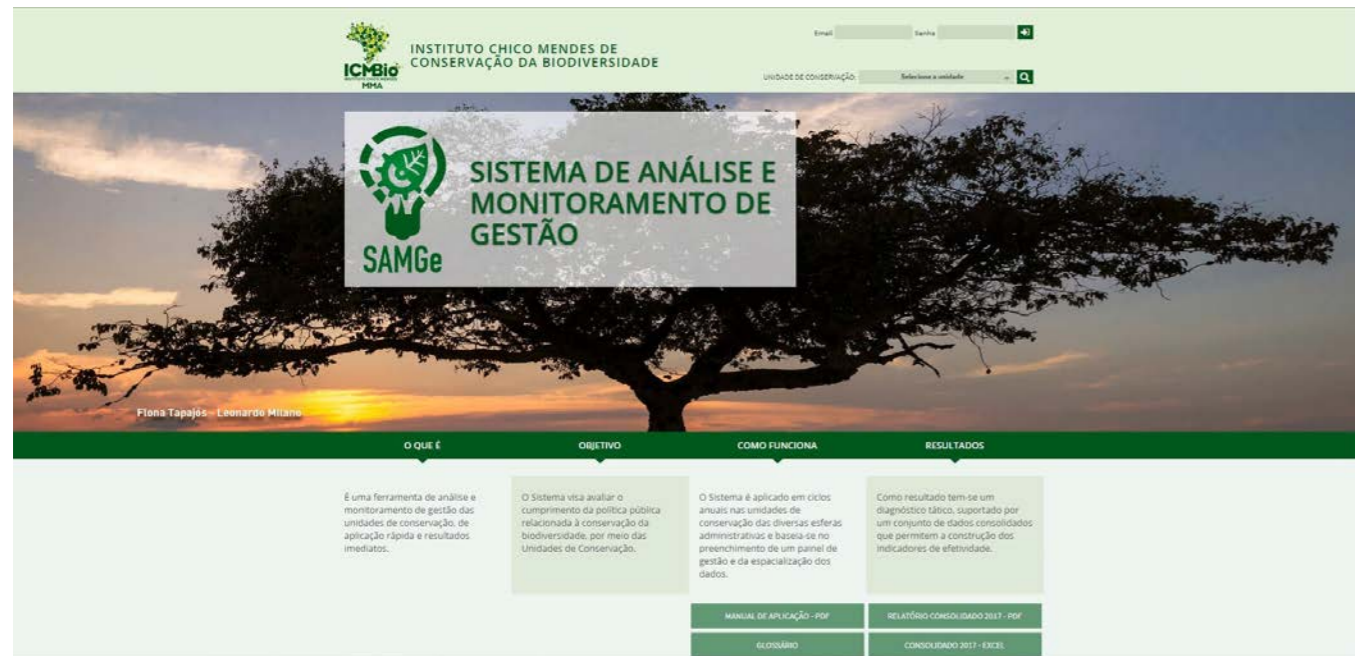 ICMBio
INSTITUTO CHICO MENDES
MMA
INSTITUTO CHICO MENDES DE
CONSERVAÇÃO DA BIODIVERSIDADE
Email
Senha
UNIDADE DE CONSERVAÇÃO:
Selecione a unidade
SAMGe
SISTEMA DE ANÁLISE E
MONITORAMENTO DE
GESTÃO
Flona Tapajós - Leonardo Milano
O QUE É
OBJETIVO
COMO FUNCIONA
RESULTADOS
É uma ferramenta de análise e
monitoramento de gestão das
unidades de conservação, de
aplicação rápida e resultados
imediatos.
O Sistema visa avaliar o
cumprimento da política pública
relacionada à conservação da
biodiversidade, por meio das
Unidades de Conservação.
O Sistema é aplicado em ciclos
anuais nas unidades de
conservação das diversas esferas
administrativas e baseia-se no
preenchimento de um painel de
gestão e da espacialização dos
dados.
Como resultado tem-se um
diagnóstico tático, suportado por
um conjunto de dados consolidados
que permitem a construção dos
indicadores de efetividade.
MANUAL DE APLICAÇÃO - PDF
RELATÓRIO CONSOLIDADO 2017 - PDF
GLOSSÁRIO
CONSOLIDADO 2017 - EXCEL